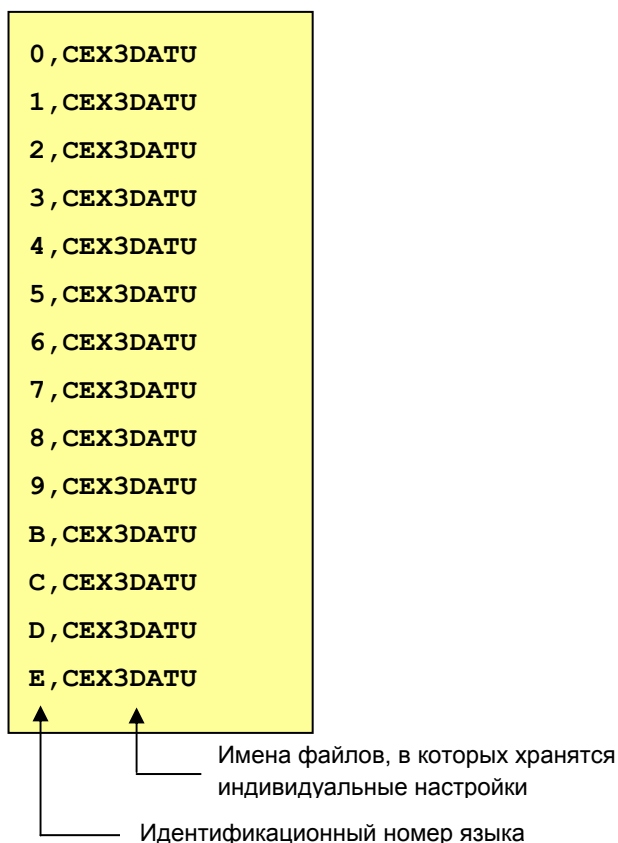 0,CEX3DATU
1,CEX3DATU
2,CEX3DATU
3,CEX3DATU
4,CEX3DATU
5,CEX3DATU
6,CEX3DATU
7,CEX3DATU
8,CEX3DATU
9,CEX3DATU
B,CEX3DATU
C,CEX3DATU
D,CEX3DATU
E,CEX3DATU
Имена файлов, в которых хранятся
индивидуальные настройки
Идентификационный номер языка